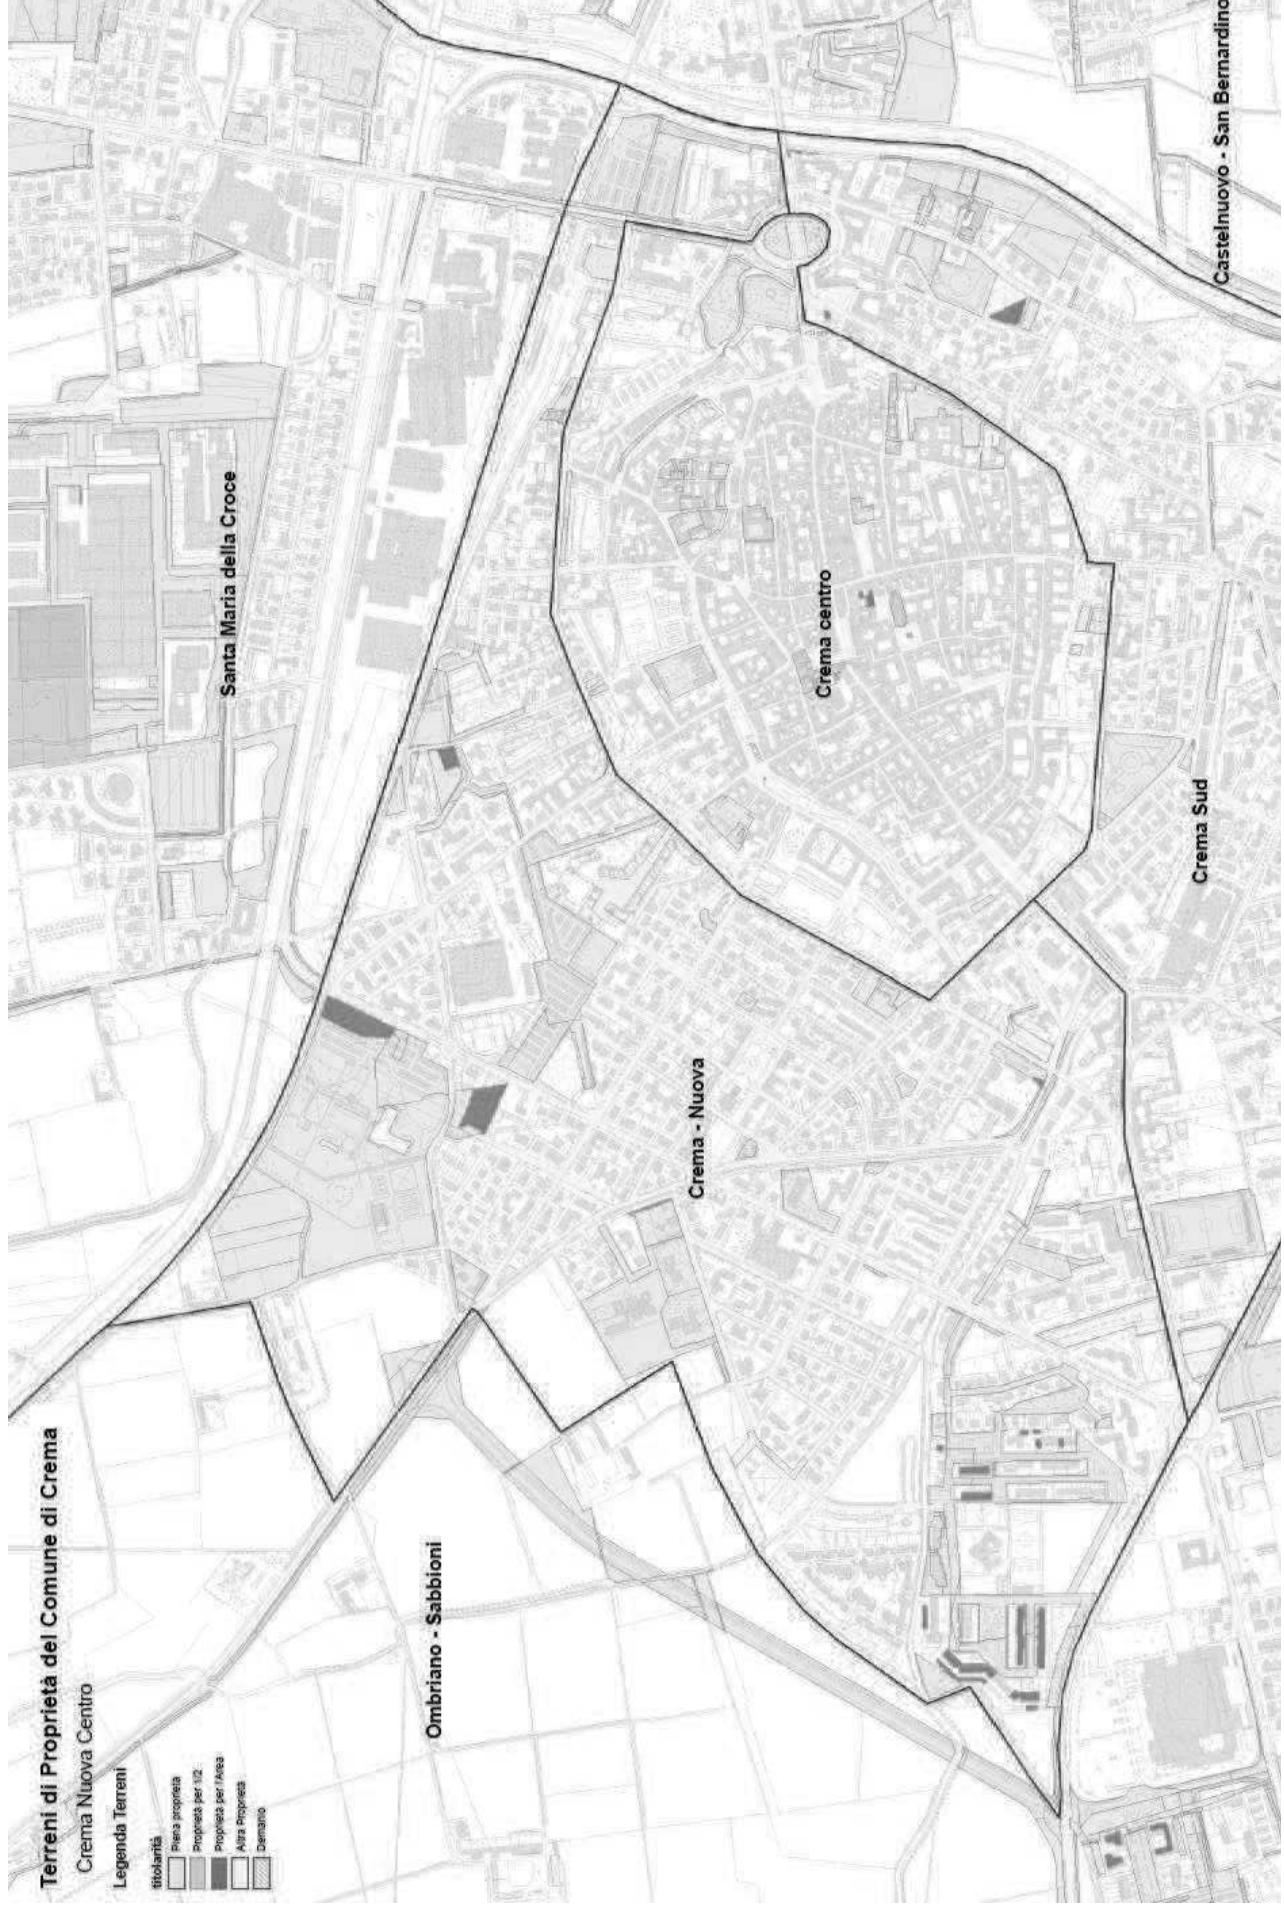 Terreni di Proprietà del Comune di Crema
Crema Nuova Centro
Legenda Terreni
titolarità
Piena proprietà
Proprietà per 1/2
Proprietà per l'Area
Altra Proprietà
Demanio
Ombriano - Sabbioni
Santa Maria della Croce
Crema - Nuova
Crema centro
Crema Sud
Castelnuovo - San Bernardino